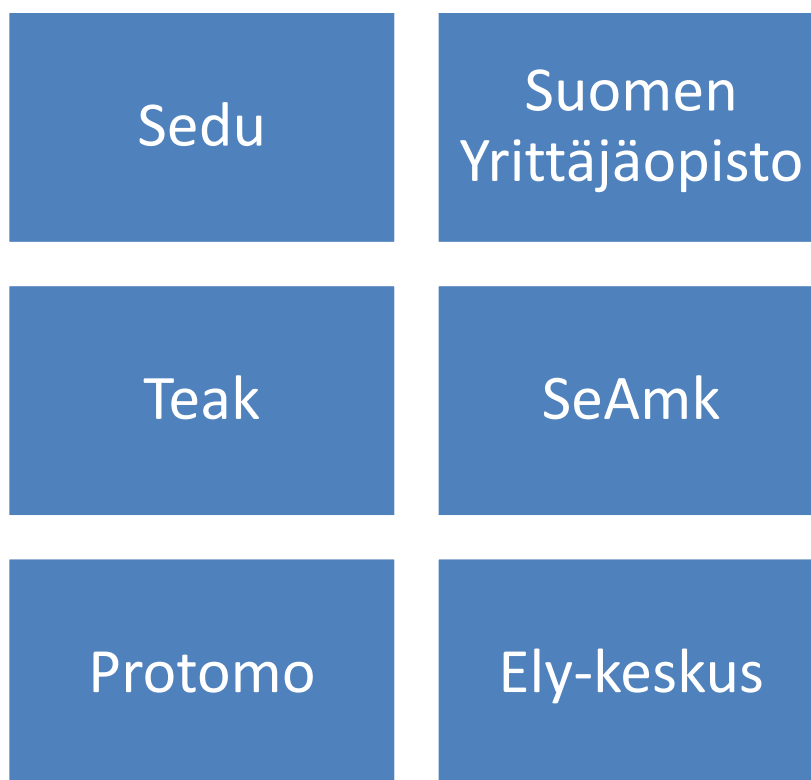 Sedu
Suomen
Yrittäjäopisto
Teak
SeAmk
Protomo
Ely-keskus